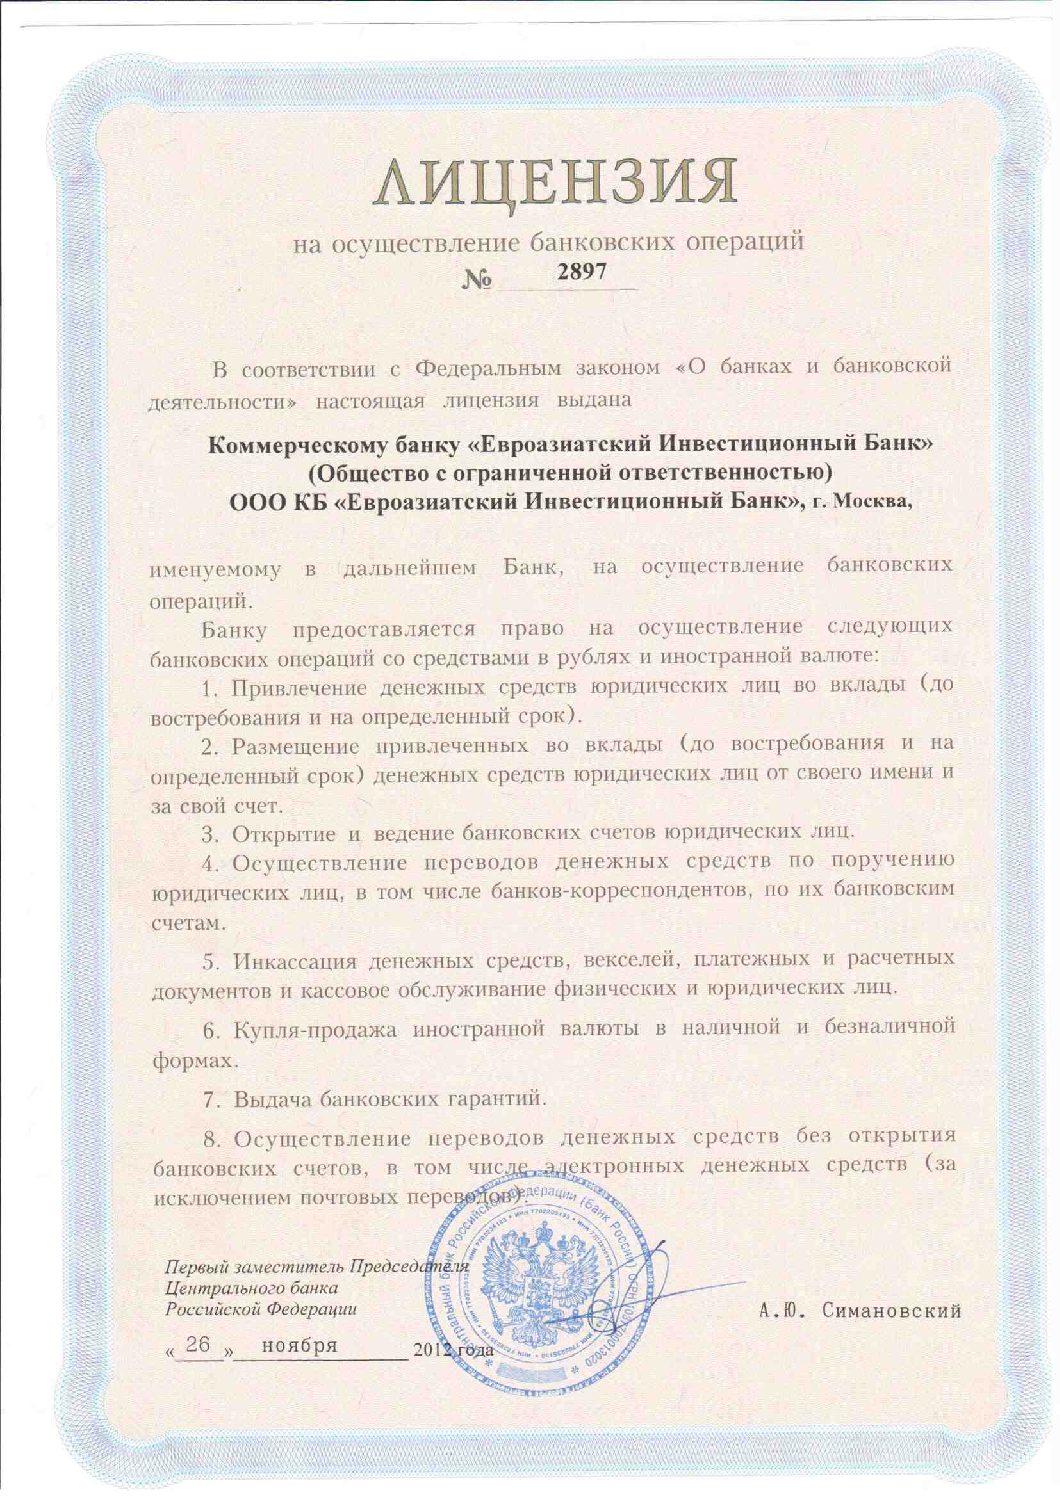 ЛИЦЕНЗИЯ
на осуществление банковских операций
№ 2897
В соответствии с Федеральным законом «О банках и банковской
деятельности» настоящая лицензия выдана
Коммерческому банку «Евроазиатский Инвестиционный Банк»
(Общество с ограниченной ответственностью)
ООО КБ «Евроазиатский Инвестиционный Банк», г. Москва,
именуемому в дальнейшем Банк, на осуществление банковских
операций.
Банку предоставляется право на осуществление следующих
банковских операций со средствами в рублях и иностранной валюте:
1. Привлечение денежных средств юридических лиц во вклады (до
востребования и на определенный срок).
2. Размещение привлеченных во вклады (до востребования и на
определенный срок) денежных средств юридических лиц от своего имени и
за свой счет.
3. Открытие и ведение банковских счетов юридических лиц.
4. Осуществление переводов денежных средств по поручению
юридических лиц, в том числе банков-корреспондентов, по их банковским
счетам.
5. Инкассация денежных средств, векселей, платежных и расчетных
документов и кассовое обслуживание физических и юридических лиц.
6. Купля-продажа иностранной валюты в наличной и безналичной
формах.
7. Выдача банковских гарантий.
8. Осуществление переводов денежных средств без открытия
банковских счетов, в том числе электронных денежных средств (за
исключением почтовых переводов).
Центральный банк Российской Федерации (Банк России)
Первый заместитель Председателя
Центрального банка
Российской Федерации
А.Ю. Симановский
« 26 » ноября 2012 года